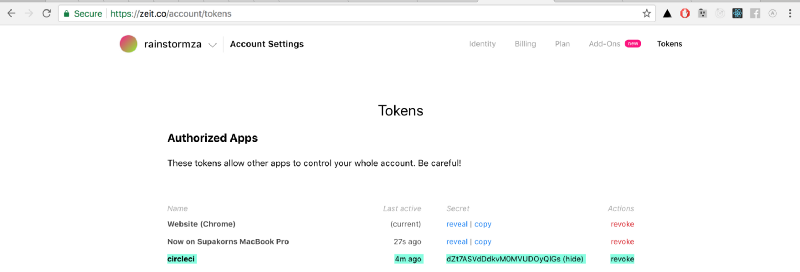 Secure https://zeit.co/account/tokens
rainstormza Account Settings Identity Billing Plan Add-Ons new Tokens
Tokens
Authorized Apps
These tokens allow other apps to control your whole account. Be careful!
Name Last active Secret Actions
Website (Chrome) (current) reveal | copy revoke
Now on Supakorns MacBook Pro 27s ago reveal | copy revoke
circleci 4m ago dZt7ASVdDdkvM0MVUDOyQlGs (hide) revoke